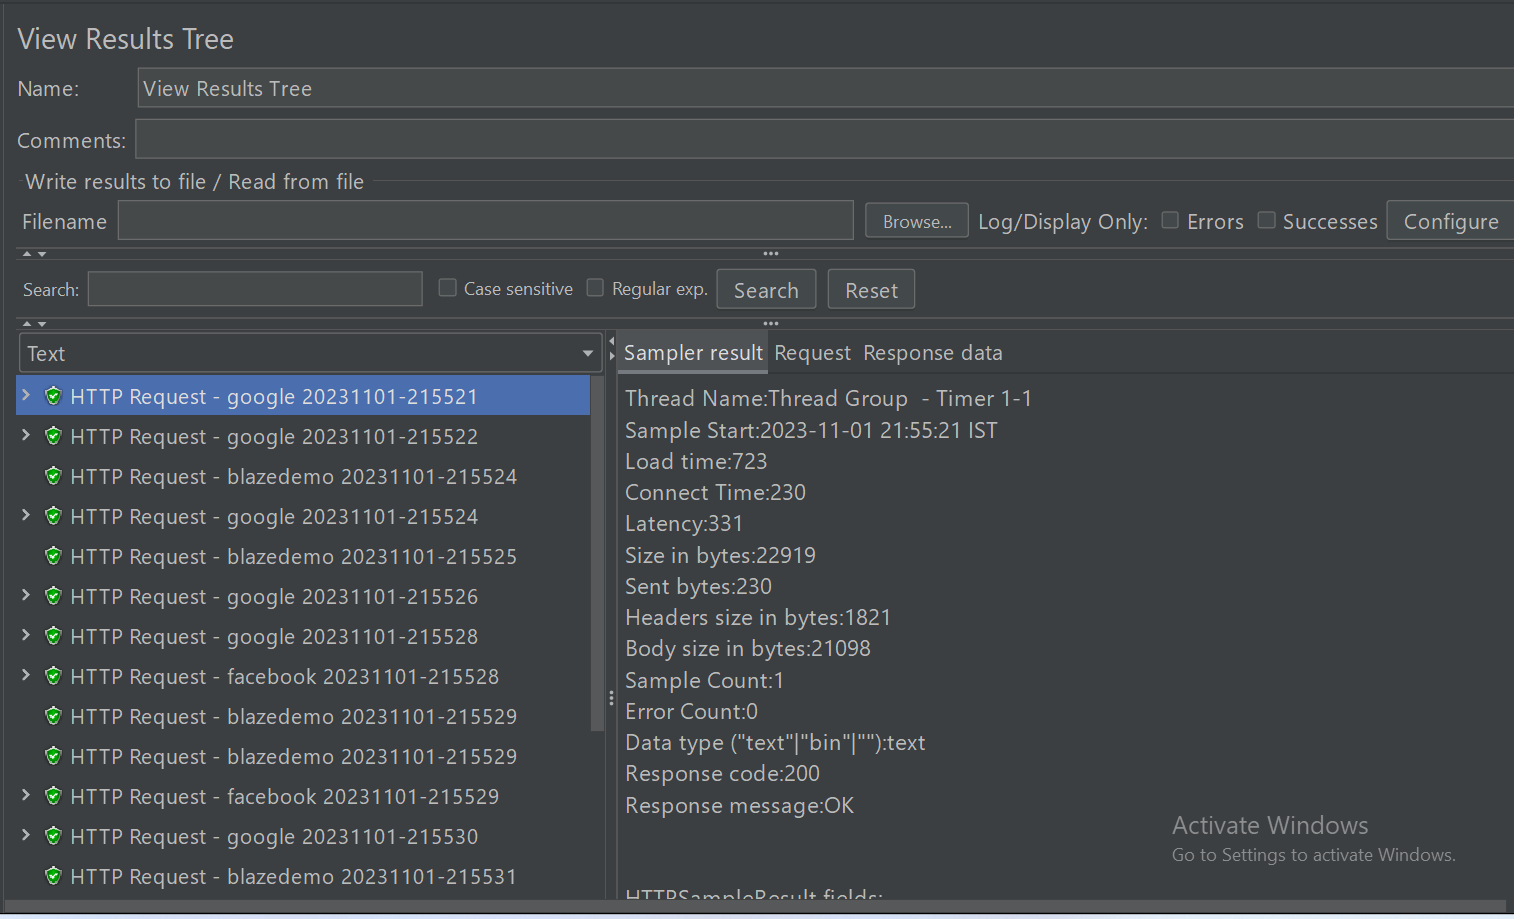 View Results Tree
Name: View Results Tree
Comments:
Write results to file / Read from file
Filename Browse... Log/Display Only: Errors Successes Configure
Search: Case sensitive Regular exp. Search Reset
Text
HTTP Request - google 20231101-215521
HTTP Request - google 20231101-215522
HTTP Request - blazedemo 20231101-215524
HTTP Request - google 20231101-215524
HTTP Request - blazedemo 20231101-215525
HTTP Request - google 20231101-215526
HTTP Request - google 20231101-215528
HTTP Request - facebook 20231101-215528
HTTP Request - blazedemo 20231101-215529
HTTP Request - blazedemo 20231101-215529
HTTP Request - facebook 20231101-215529
HTTP Request - google 20231101-215530
HTTP Request - blazedemo 20231101-215531
Sampler result Request Response data
Thread Name:Thread Group  - Timer 1-1
Sample Start:2023-11-01 21:55:21 IST
Load time:723
Connect Time:230
Latency:331
Size in bytes:22919
Sent bytes:230
Headers size in bytes:1821
Body size in bytes:21098
Sample Count:1
Error Count:0
Data type ("text"|"bin"|""):text
Response code:200
Response message:OK
HTTPSampleResult fields:
Activate Windows
Go to Settings to activate Windows.